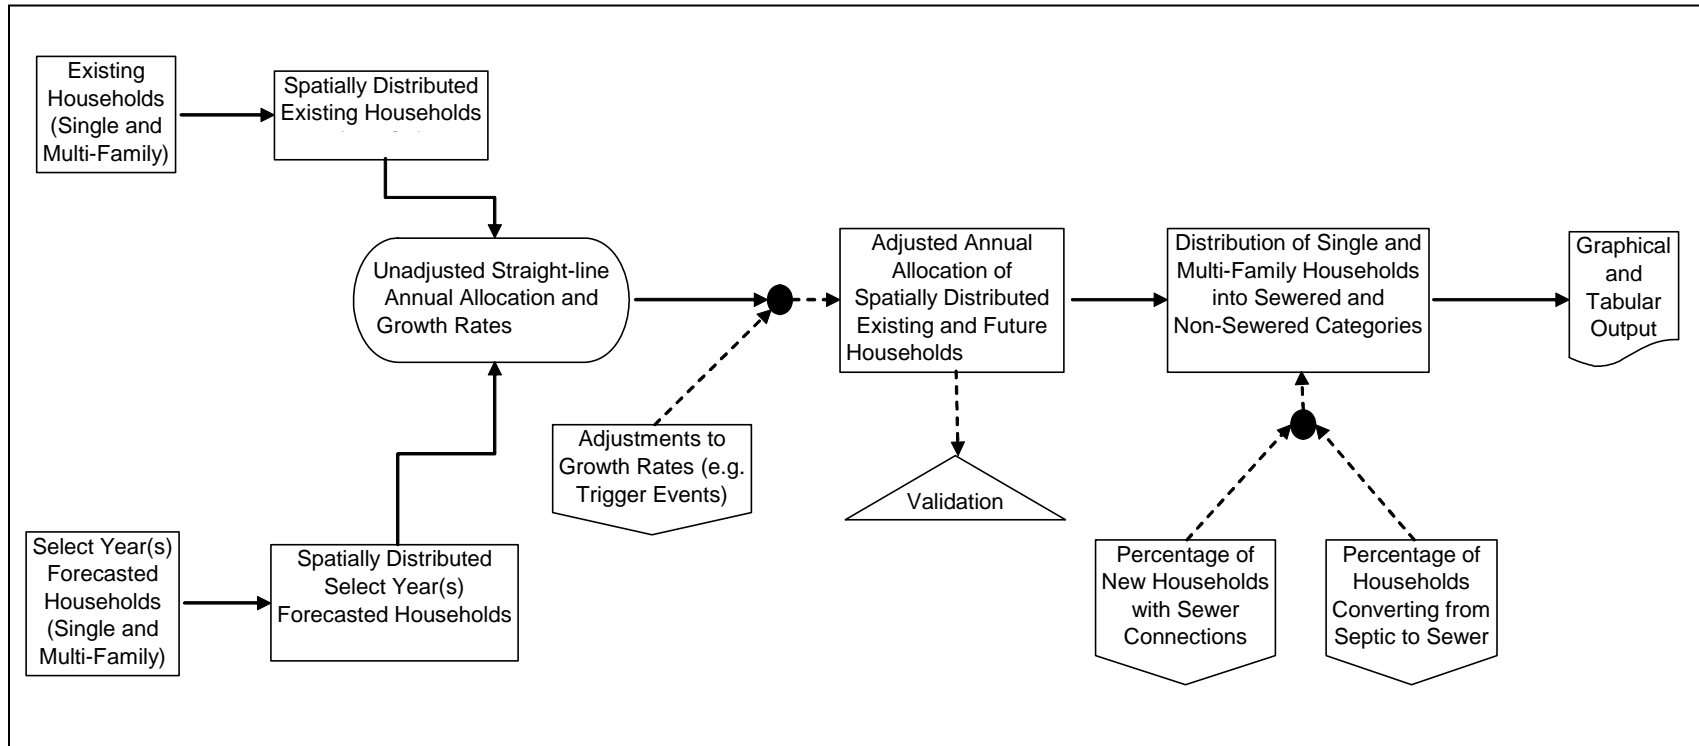 Existing
Households
(Single and
Multi-Family)
Spatially Distributed
Existing Households
Unadjusted Straight-line
Annual Allocation and
Growth Rates
Select Year(s)
Forecasted
Households
(Single and
Multi-Family)
Spatially Distributed
Select Year(s)
Forecasted Households
Adjustments to
Growth Rates (e.g.
Trigger Events)
Adjusted Annual
Allocation of
Spatially Distributed
Existing and Future
Households
Validation
Distribution of Single and
Multi-Family Households
into Sewered and
Non-Sewered Categories
Percentage of
New Households
with Sewer
Connections
Percentage of
Households
Converting from
Septic to Sewer
Graphical
and
Tabular
Output